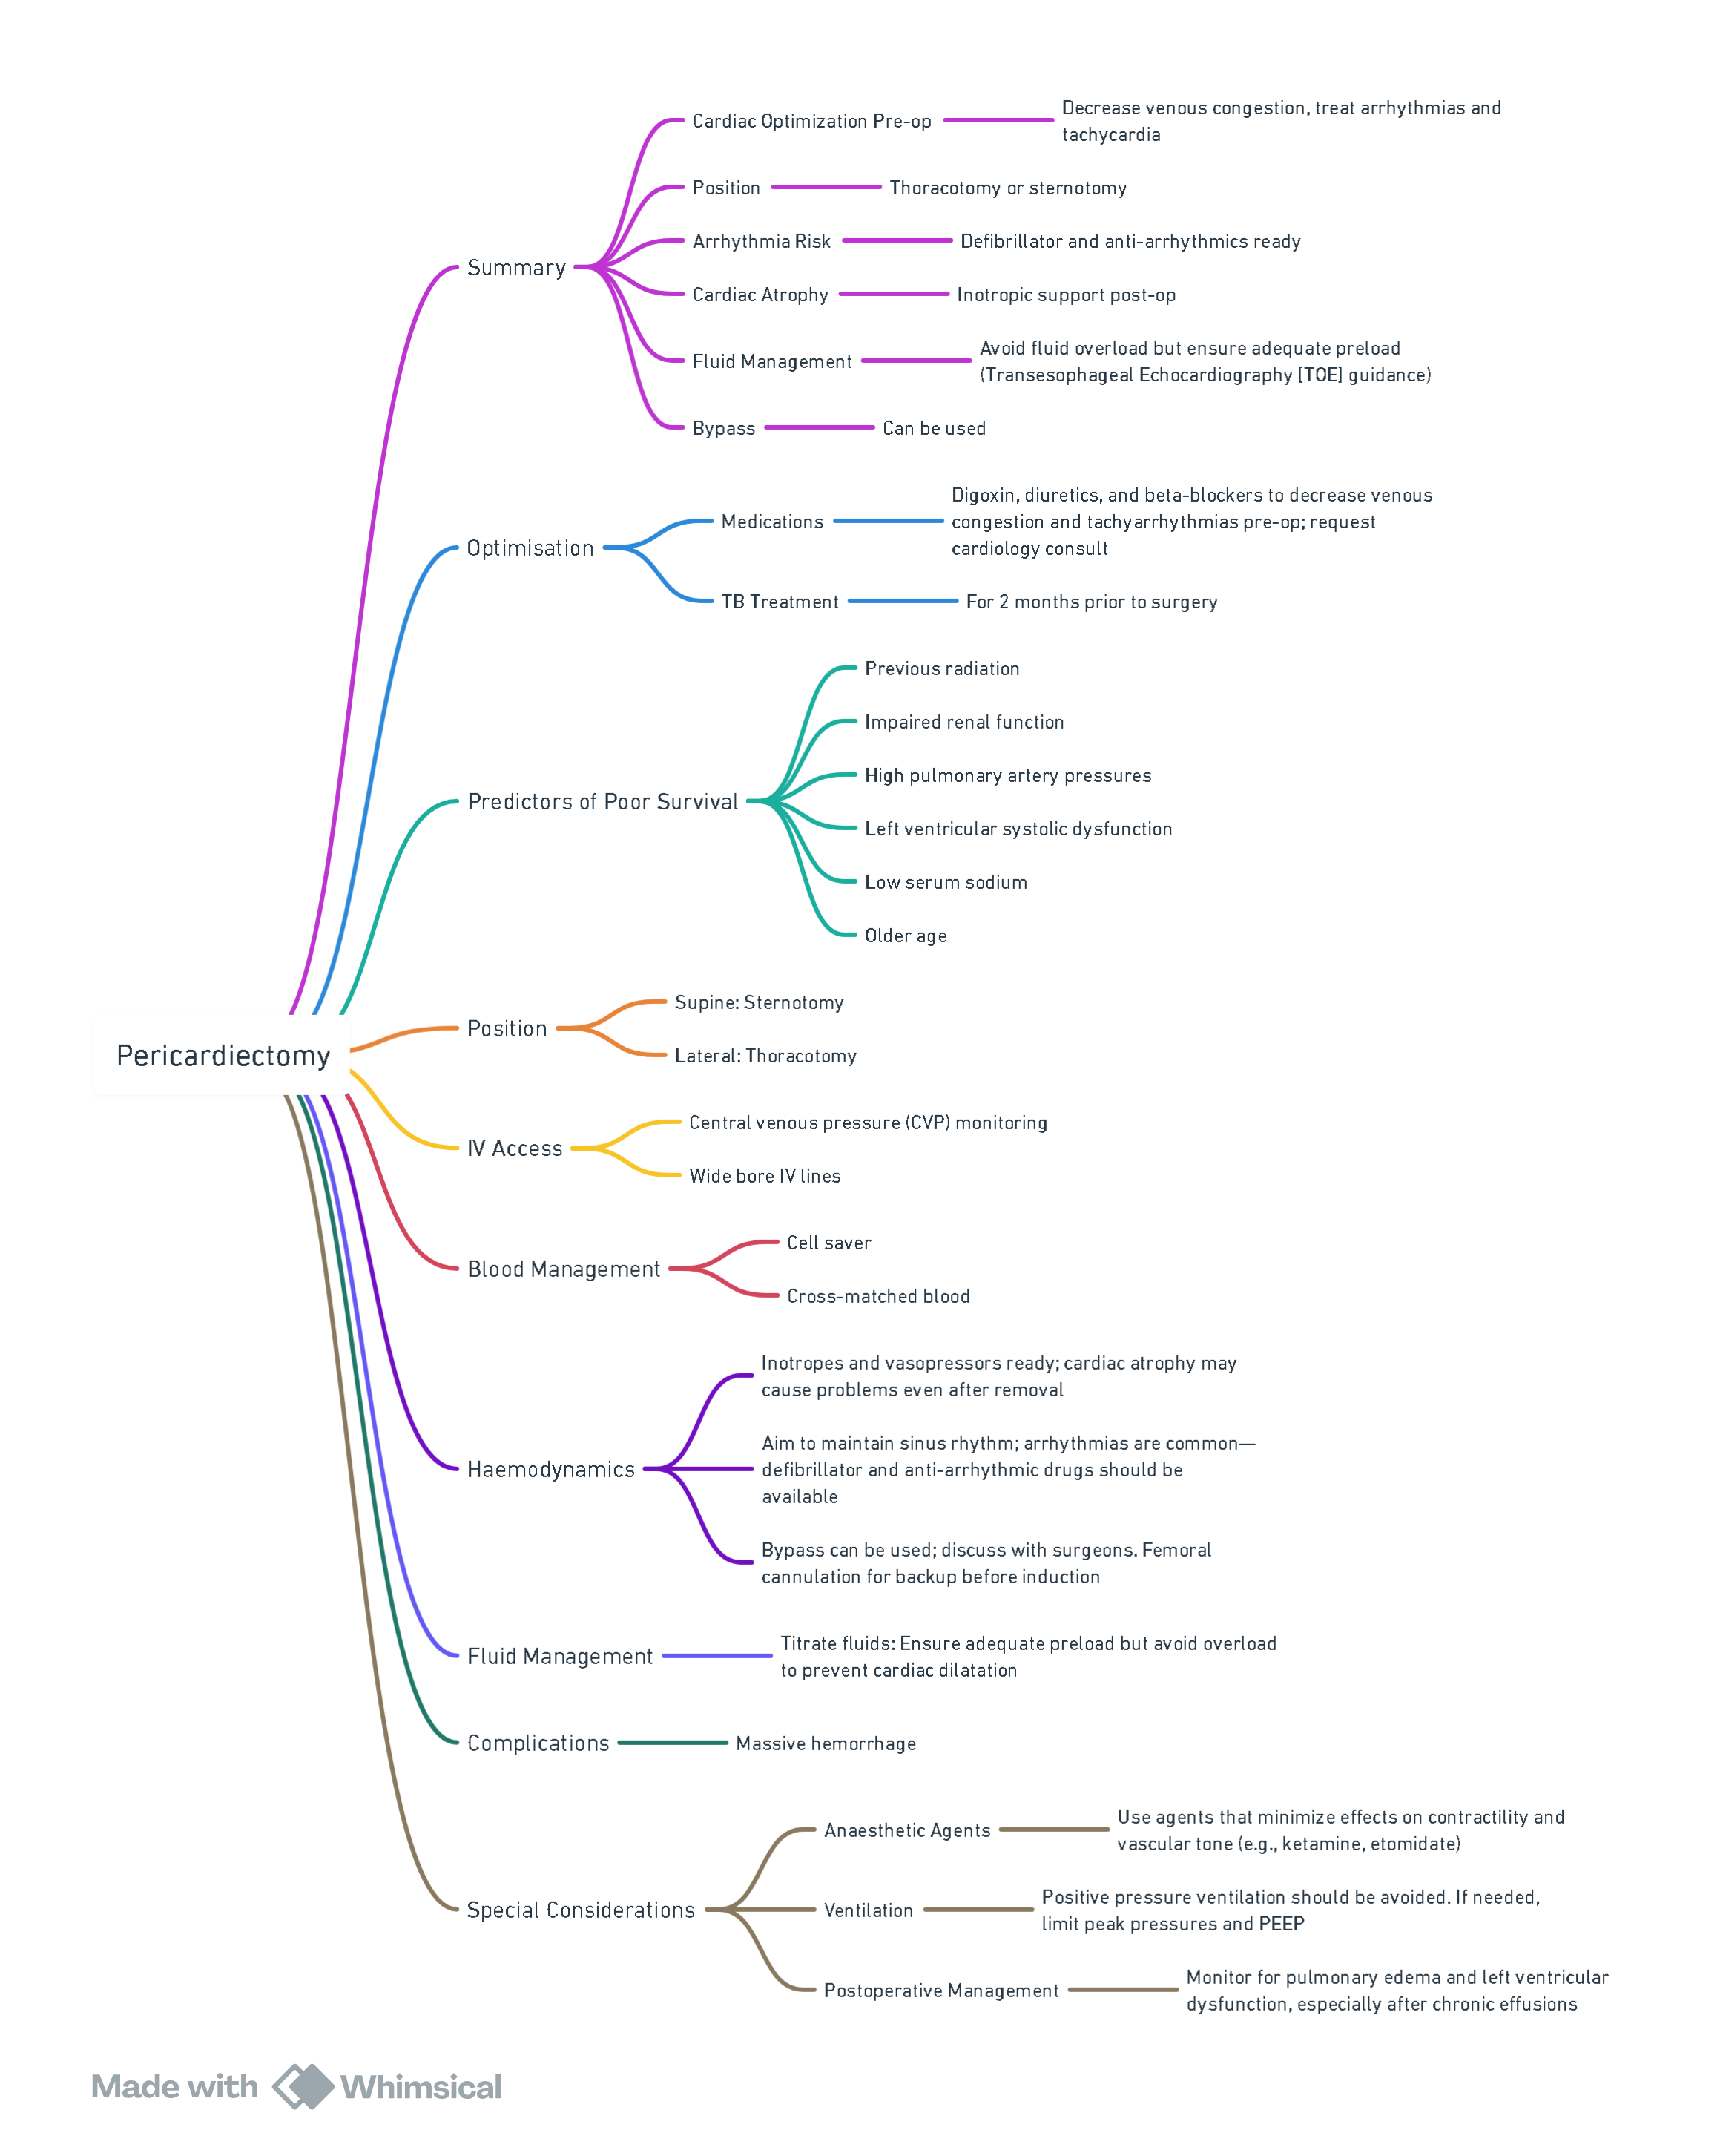 Cardiac Optimization Pre-op
Decrease venous congestion, treat arrhythmias and
tachycardia
Position
Thoracotomy or sternotomy
Arrhythmia Risk
Defibrillator and anti-arrhythmics ready
Summary
Cardiac Atrophy
Inotropic support post-op
Fluid Management
Avoid fluid overload but ensure adequate preload
(Transesophageal Echocardiography [TOE] guidance)
Bypass
Can be used
Optimisation
Medications
Digoxin, diuretics, and beta-blockers to decrease venous
congestion and tachyarrhythmias pre-op; request
cardiology consult
TB Treatment
For 2 months prior to surgery
Predictors of Poor Survival
Previous radiation
Impaired renal function
High pulmonary artery pressures
Left ventricular systolic dysfunction
Low serum sodium
Older age
Pericardiectomy
Position
Supine: Sternotomy
Lateral: Thoracotomy
IV Access
Central venous pressure (CVP) monitoring
Wide bore IV lines
Blood Management
Cell saver
Cross-matched blood
Haemodynamics
Inotropes and vasopressors ready; cardiac atrophy may
cause problems even after removal
Aim to maintain sinus rhythm; arrhythmias are common—
defibrillator and anti-arrhythmic drugs should be
available
Bypass can be used; discuss with surgeons. Femoral
cannulation for backup before induction
Fluid Management
Titrate fluids: Ensure adequate preload but avoid overload
to prevent cardiac dilatation
Complications
Massive hemorrhage
Special Considerations
Anaesthetic Agents
Use agents that minimize effects on contractility and
vascular tone (e.g., ketamine, etomidate)
Ventilation
Positive pressure ventilation should be avoided. If needed,
limit peak pressures and PEEP
Postoperative Management
Monitor for pulmonary edema and left ventricular
dysfunction, especially after chronic effusions
Made with Whimsical